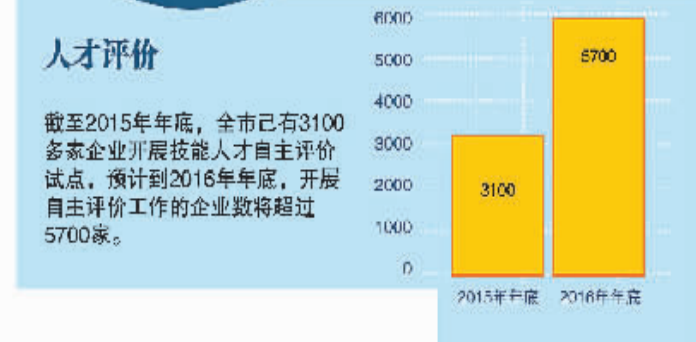 人才评价
截至2015年年底，全市已有3100
多家企业开展技能人才自主评价
试点，预计到2016年年底，开展
自主评价工作的企业数将超过
5700家。
6000
5000
4000
3000
2000
1000
0
5700
3100
2015年年底 2016年年底